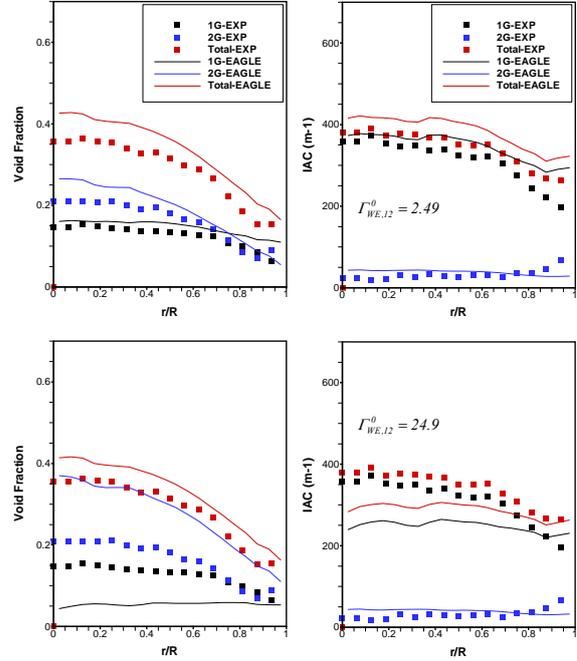 1G-EXP
2G-EXP
Total-EXP
1G-EAGLE
2G-EAGLE
Total-EAGLE
Void Fraction
0.6
0.4
0.2
0
0 0.2 0.4 0.6 0.8 1
r/R
1G-EXP
2G-EXP
Total-EXP
1G-EAGLE
2G-EAGLE
Total-EAGLE
IAC (m-1)
600
400
200
0
Γ⁰WE,12 = 2.49
0 0.2 0.4 0.6 0.8 1
r/R
Void Fraction
0.6
0.4
0.2
0
0 0.2 0.4 0.6 0.8 1
r/R
IAC (m-1)
600
400
200
0
Γ⁰WE,12 = 24.9
0 0.2 0.4 0.6 0.8 1
r/R